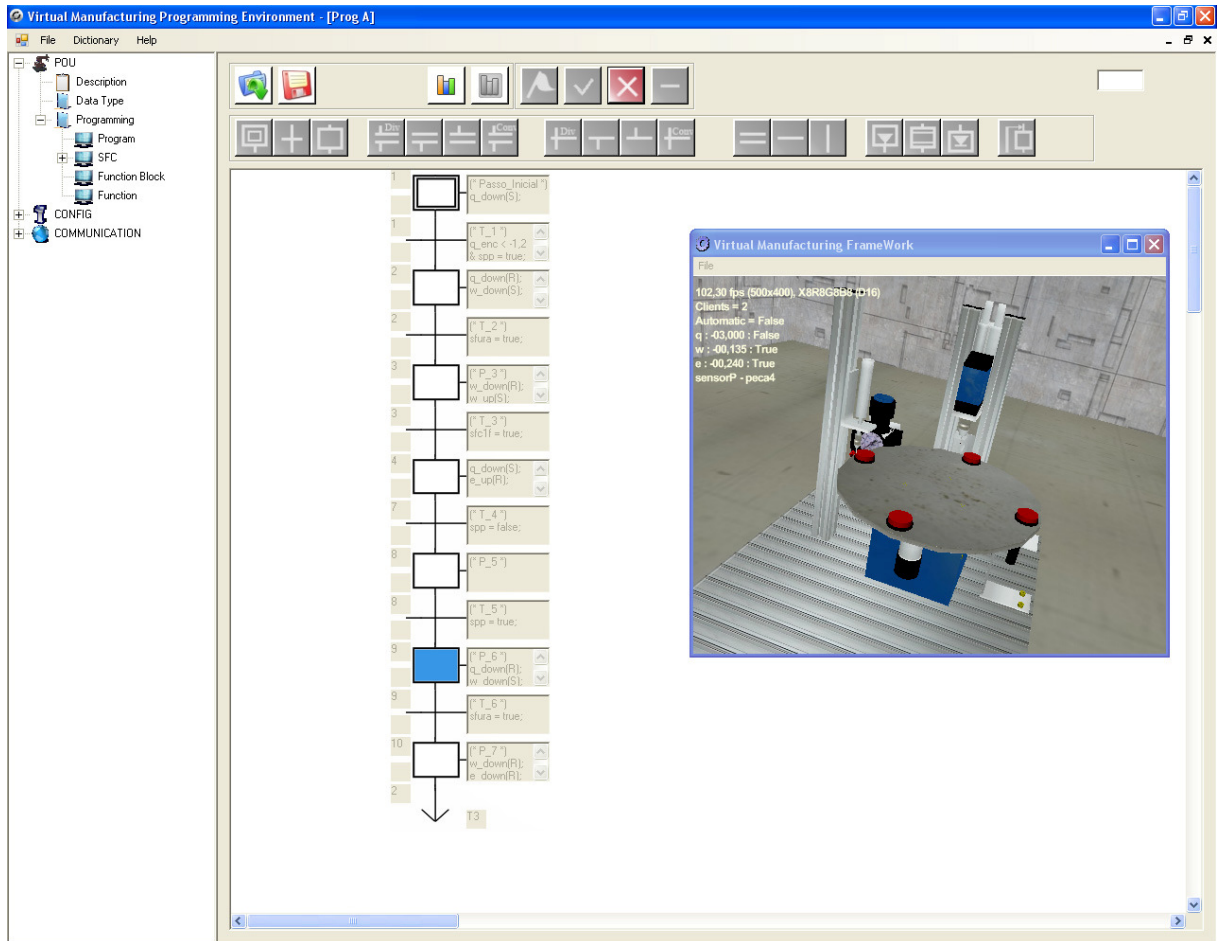 Virtual Manufacturing Programming Environment - [Prog A]
File Dictionary Help
POU
Description
Data Type
Programming
Program
SFC
Function Block
Function
CONFIG
COMMUNICATION
Div
Conv
Div
Conv
1
(* Passo_Inicial *)
q_down(S);
1
(* T_1 *)
q_enc < -1,2
& spp = true;
2
q_down(R);
w_down(S);
2
(* T_2 *)
sfura = true;
3
(* P_3 *)
w_down(R);
w_up(S);
3
(* T_3 *)
sfc1f = true;
4
q_down(S);
e_up(R);
7
(* T_4 *)
spp = false;
8
(* P_5 *)
8
(* T_5 *)
spp = true;
9
(* P_6 *)
q_down(R);
w_down(S);
9
(* T_6 *)
sfura = true;
10
(* P_7 *)
w_down(R);
e_down(R);
2
T3
Virtual Manufacturing FrameWork
File
102,30 fps (500x400), X8R8G8B8 (D16)
Clients = 2
Automatic = False
q : -03,000 : False
w : -00,135 : True
e : -00,240 : True
sensorP - peca4